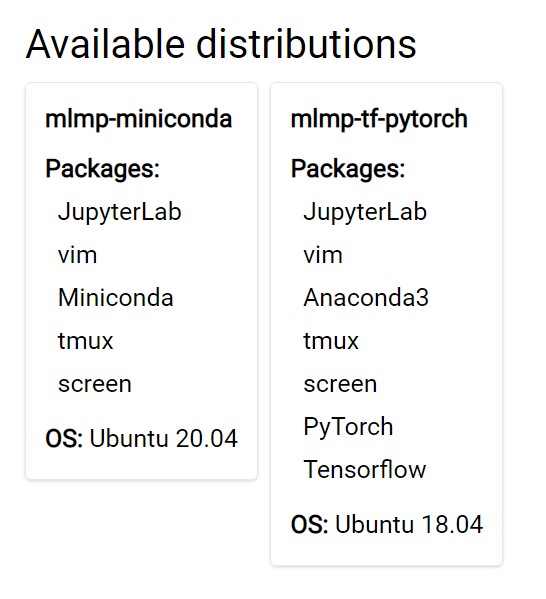 Available distributions
mlmp-miniconda
Packages:
JupyterLab
vim
Miniconda
tmux
screen
OS: Ubuntu 20.04
mlmp-tf-pytorch
Packages:
JupyterLab
vim
Anaconda3
tmux
screen
PyTorch
Tensorflow
OS: Ubuntu 18.04